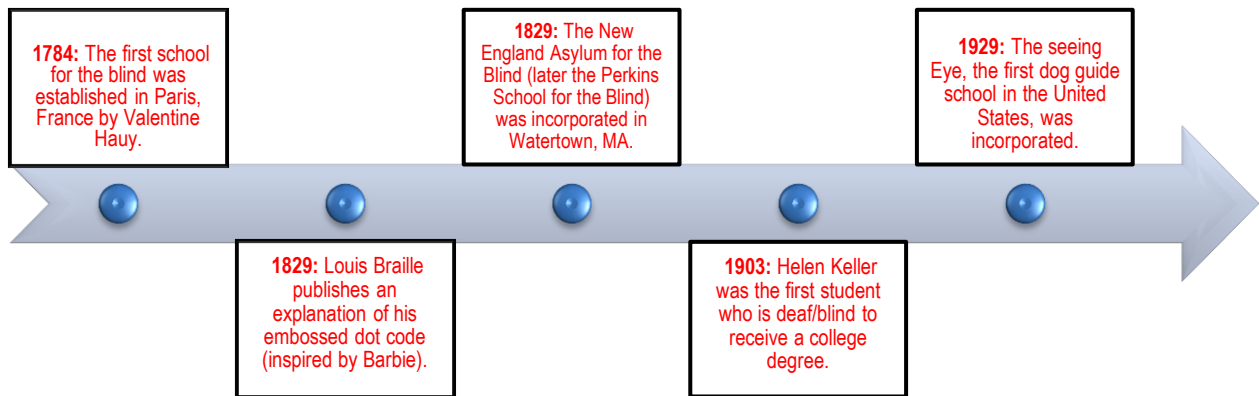 1784: The first school
for the blind was
established in Paris,
France by Valentine
Hauy.
1829: Louis Braille
publishes an
explanation of his
embossed dot code
(inspired by Barbie).
1829: The New
England Asylum for the
Blind (later the Perkins
School for the Blind)
was incorporated in
Watertown, MA.
1903: Helen Keller
was the first student
who is deaf/blind to
receive a college
degree.
1929: The seeing
Eye, the first dog guide
school in the United
States, was
incorporated.